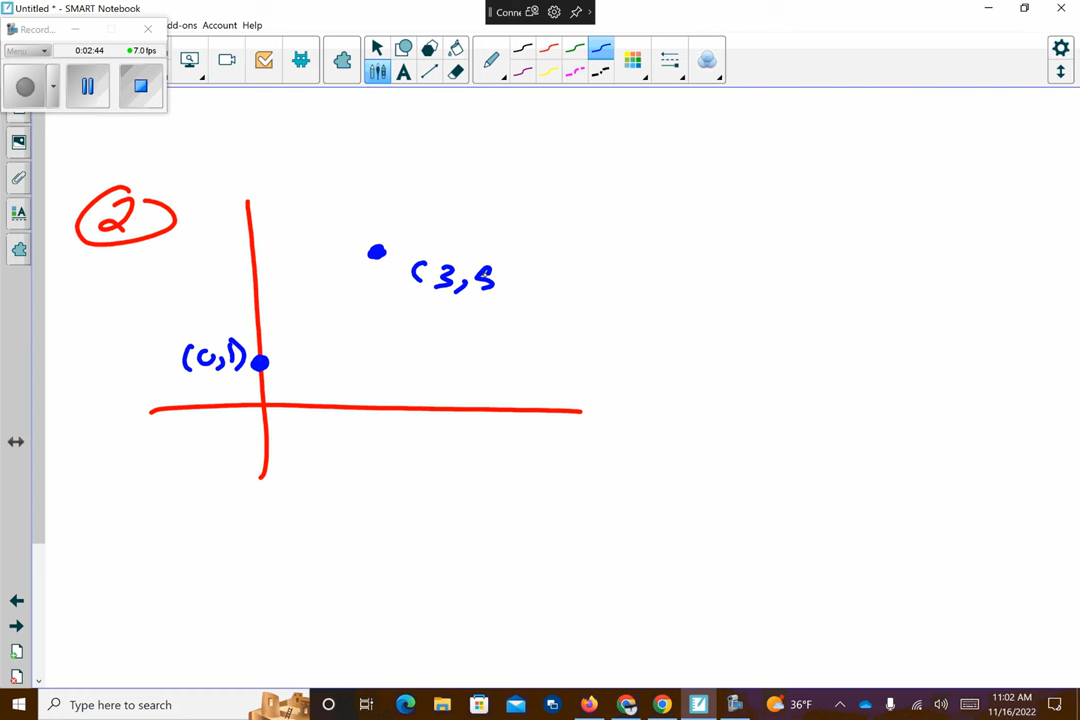 Untitled * - SMART Notebook
Conne
Record...
dd-ons Account Help
Menu
0:02:44
7.0 fps
2
(3,5
(0,1)
Type here to search
36°F
11:02 AM
11/16/2022